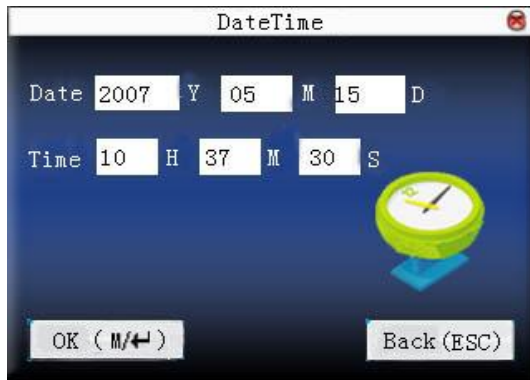 DateTime
Date 2007 Y 05 M 15 D
Time 10 H 37 M 30 S
OK (M/↵) Back(ESC)